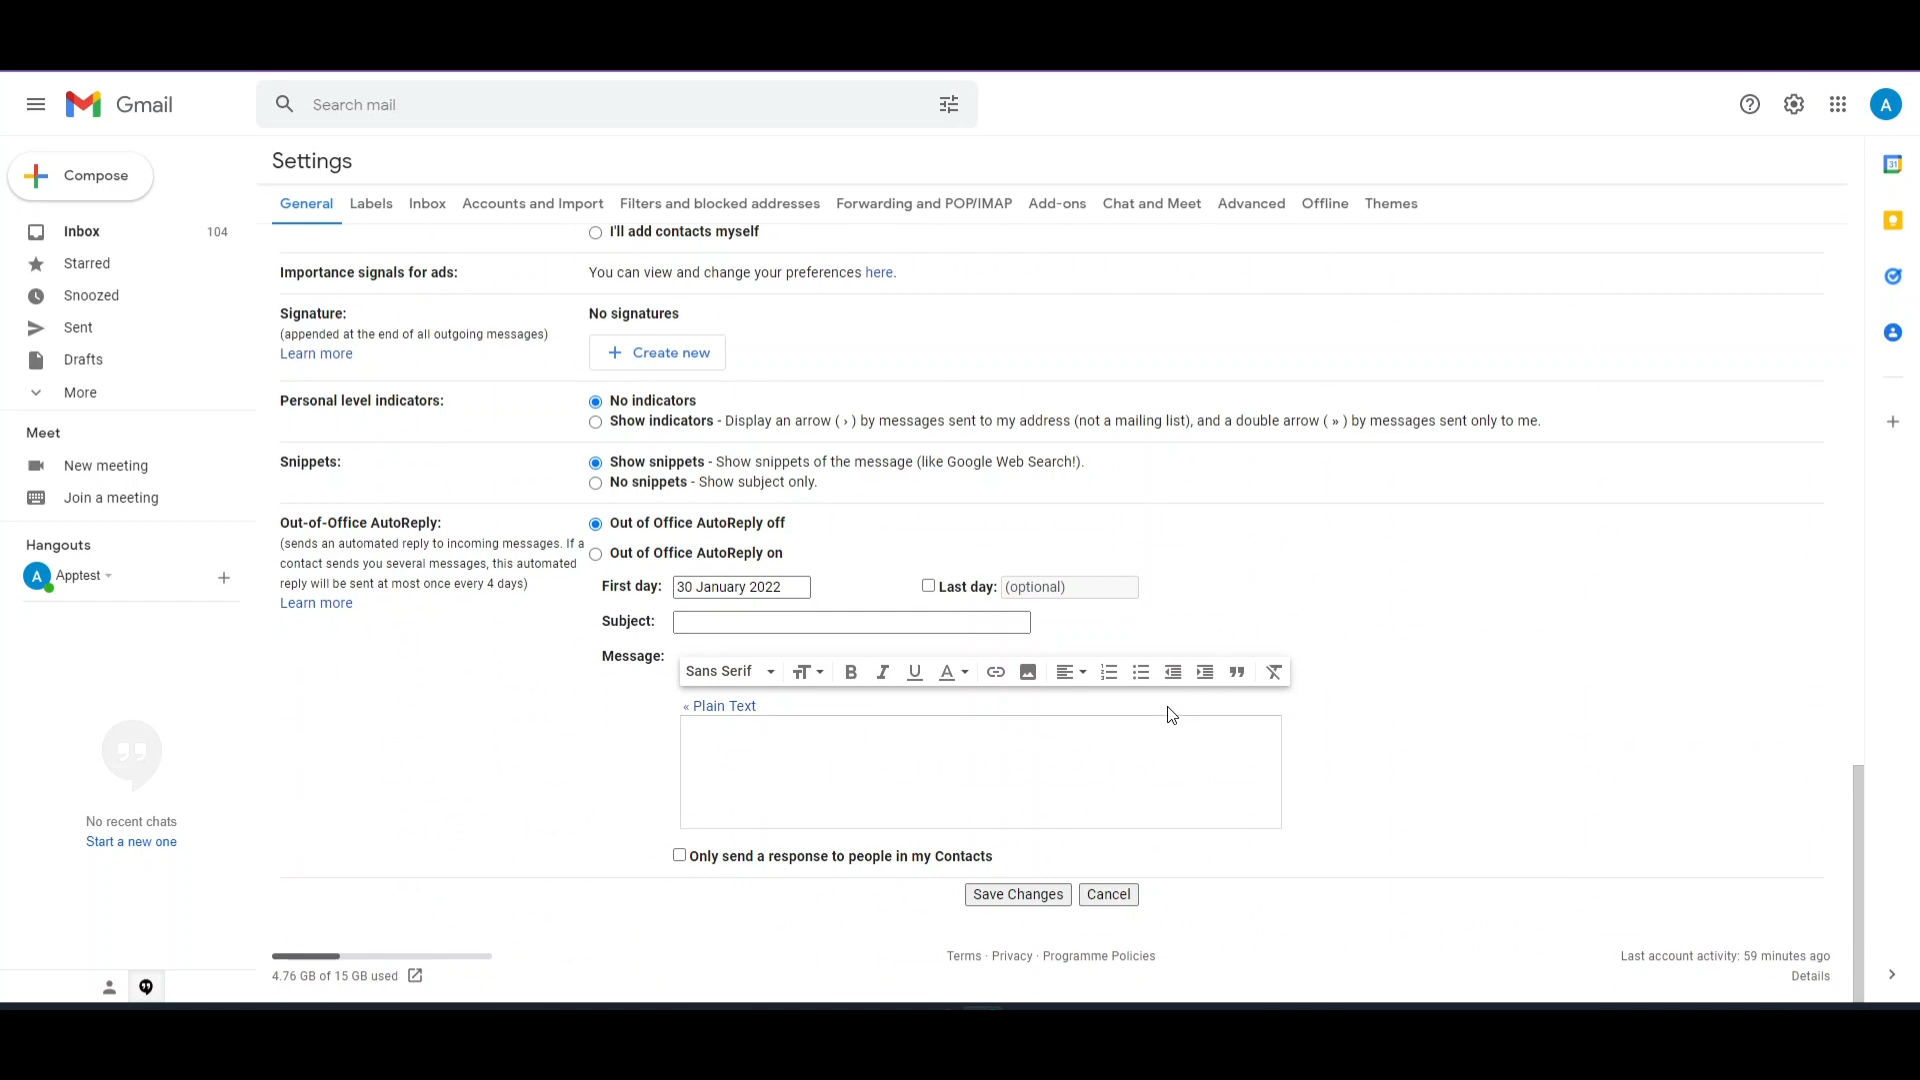 Gmail
Search mail
A
Compose
Inbox 104
Starred
Snoozed
Sent
Drafts
More
Meet
New meeting
Join a meeting
Hangouts
A Apptest
No recent chats
Start a new one
Settings
General Labels Inbox Accounts and Import Filters and blocked addresses Forwarding and POP/IMAP Add-ons Chat and Meet Advanced Offline Themes
I'll add contacts myself
Importance signals for ads: You can view and change your preferences here.
Signature: No signatures
(appended at the end of all outgoing messages)
Learn more
Create new
Personal level indicators: No indicators
Show indicators - Display an arrow ( › ) by messages sent to my address (not a mailing list), and a double arrow ( » ) by messages sent only to me.
Snippets: Show snippets - Show snippets of the message (like Google Web Search!).
No snippets - Show subject only.
Out-of-Office AutoReply: Out of Office AutoReply off
(sends an automated reply to incoming messages. If a
contact sends you several messages, this automated
reply will be sent at most once every 4 days)
Learn more
Out of Office AutoReply on
First day: 30 January 2022 Last day: (optional)
Subject:
Message:
Sans Serif
« Plain Text
Only send a response to people in my Contacts
Save Changes Cancel
4.76 GB of 15 GB used
Terms · Privacy · Programme Policies
Last account activity: 59 minutes ago
Details
31